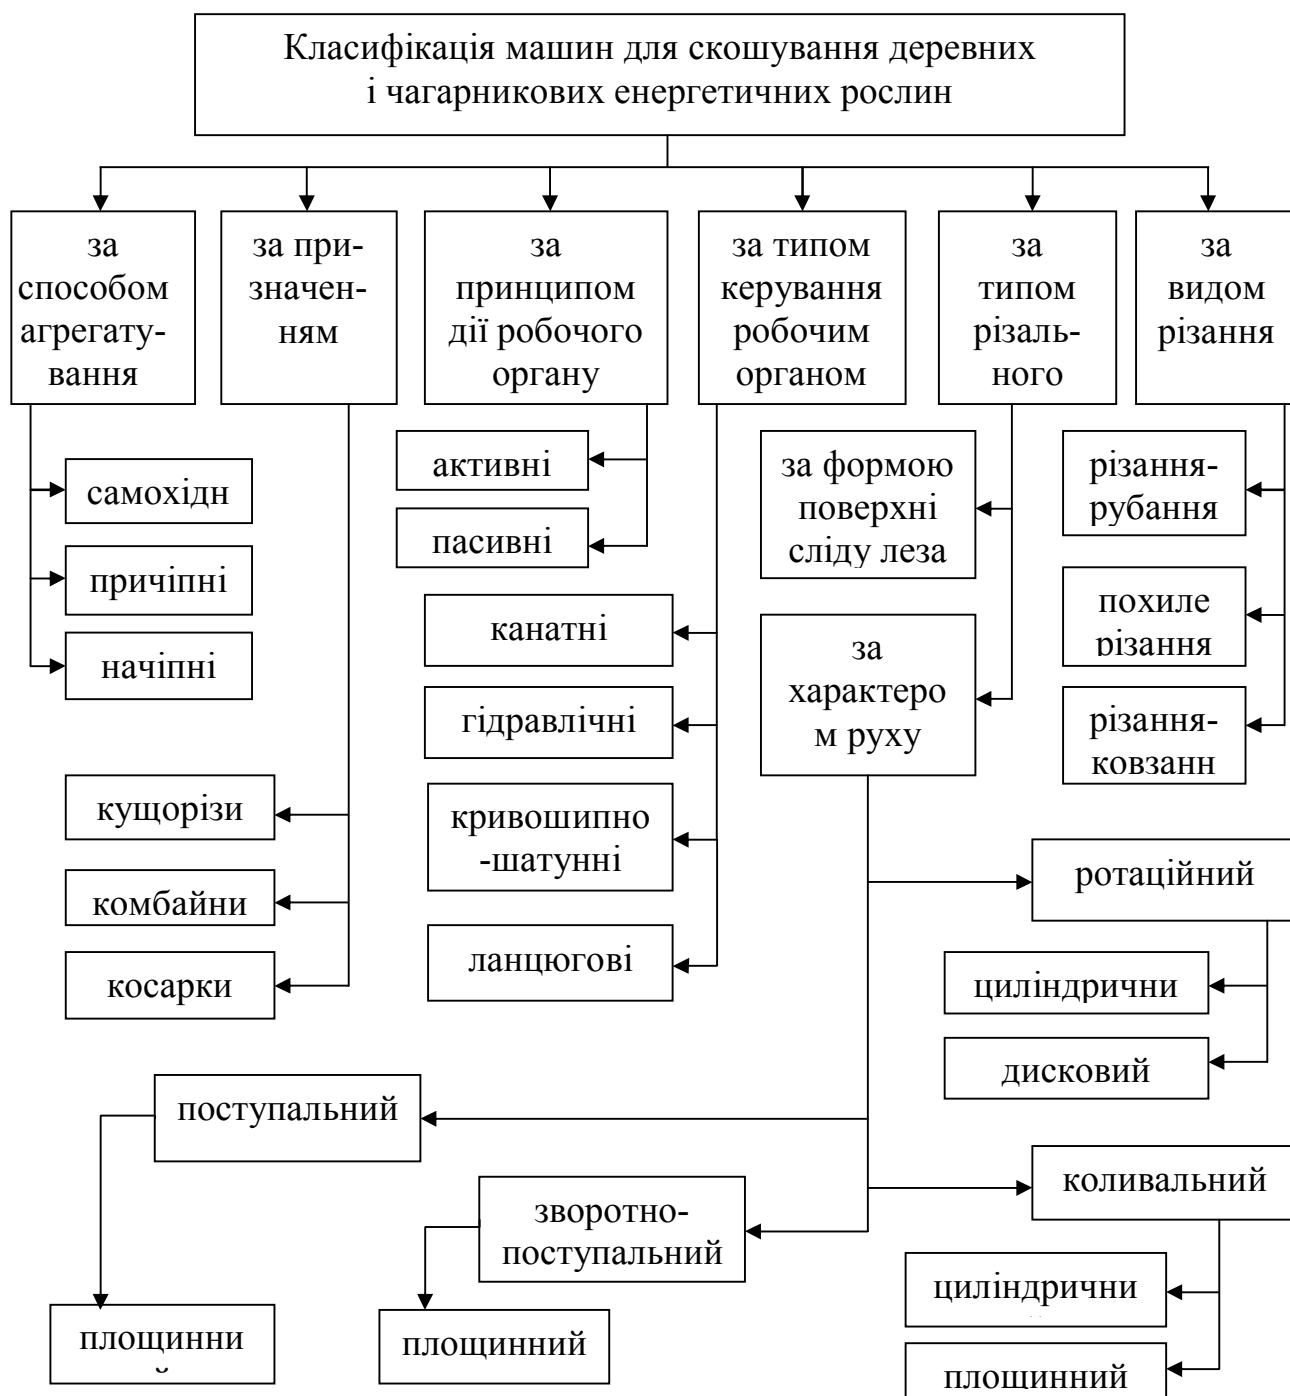 Класифікація машин для скошування деревних
і чагарникових енергетичних рослин
за
способом
агрегату-
вання
за при-
значен-
ням
за
принципом
дії робочого
органу
за типом
керування
робочим
органом
за
типом
різаль-
ного
за
видом
різання
самохідн
причіпні
начіпні
кущорізи
комбайни
косарки
активні
пасивні
канатні
гідравлічні
кривошипно
-шатунні
ланцюгові
за формою
поверхні
сліду леза
за
характеро
м руху
різання-
рубання
похиле
різання
різання-
ковзанн
ротаційний
циліндрични
дисковий
поступальний
площинни
й
зворотно-
поступальний
площинний
коливальний
циліндрични
площинний